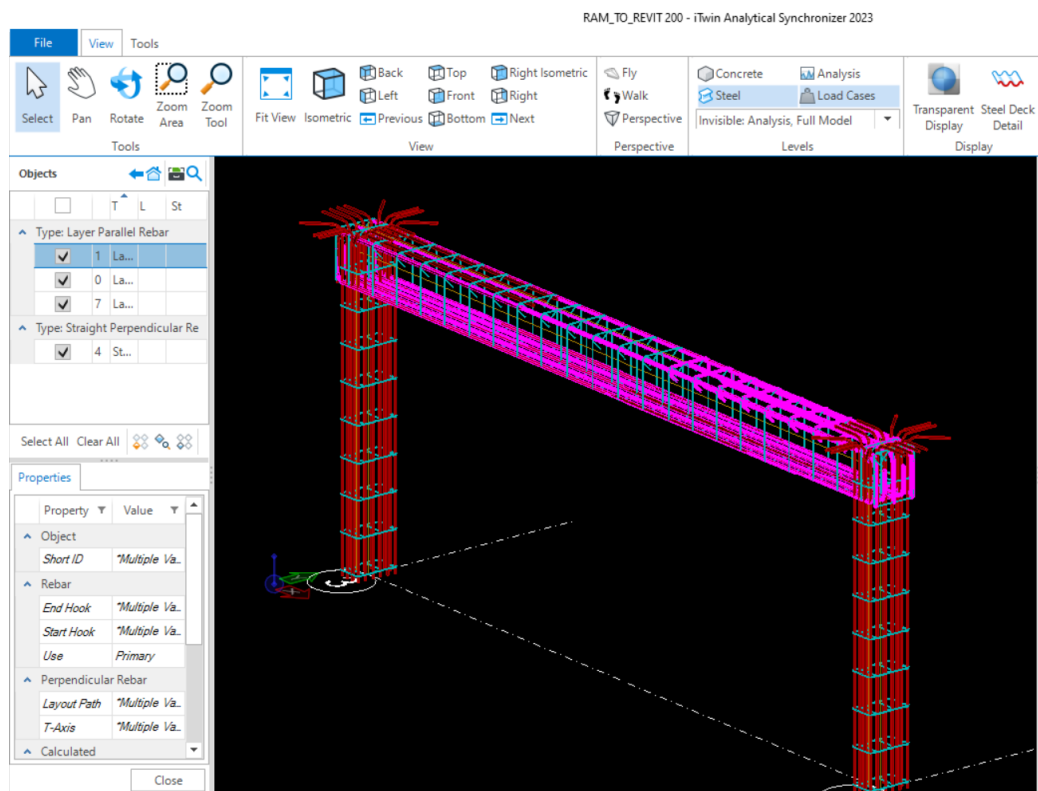 RAM_TO_REVIT 200 - iTwin Analytical Synchronizer 2023
File View Tools
Back Top Right Isometric Fly Concrete Analysis
Left Front Right Walk Steel Load Cases
Select Pan Rotate Zoom Area Zoom Tool Fit View Isometric Previous Bottom Next Perspective Invisible: Analysis, Full Model Transparent Display Steel Deck Detail
Tools View Perspective Levels Display
Objects
T L St
Type: Layer Parallel Rebar
1 La...
0 La...
7 La...
Type: Straight Perpendicular Re
4 St...
Select All Clear All
Properties
Property Value
Object
Short ID *Multiple Va...
Rebar
End Hook *Multiple Va...
Start Hook *Multiple Va...
Use Primary
Perpendicular Rebar
Layout Path *Multiple Va...
T-Axis *Multiple Va...
Calculated
Close